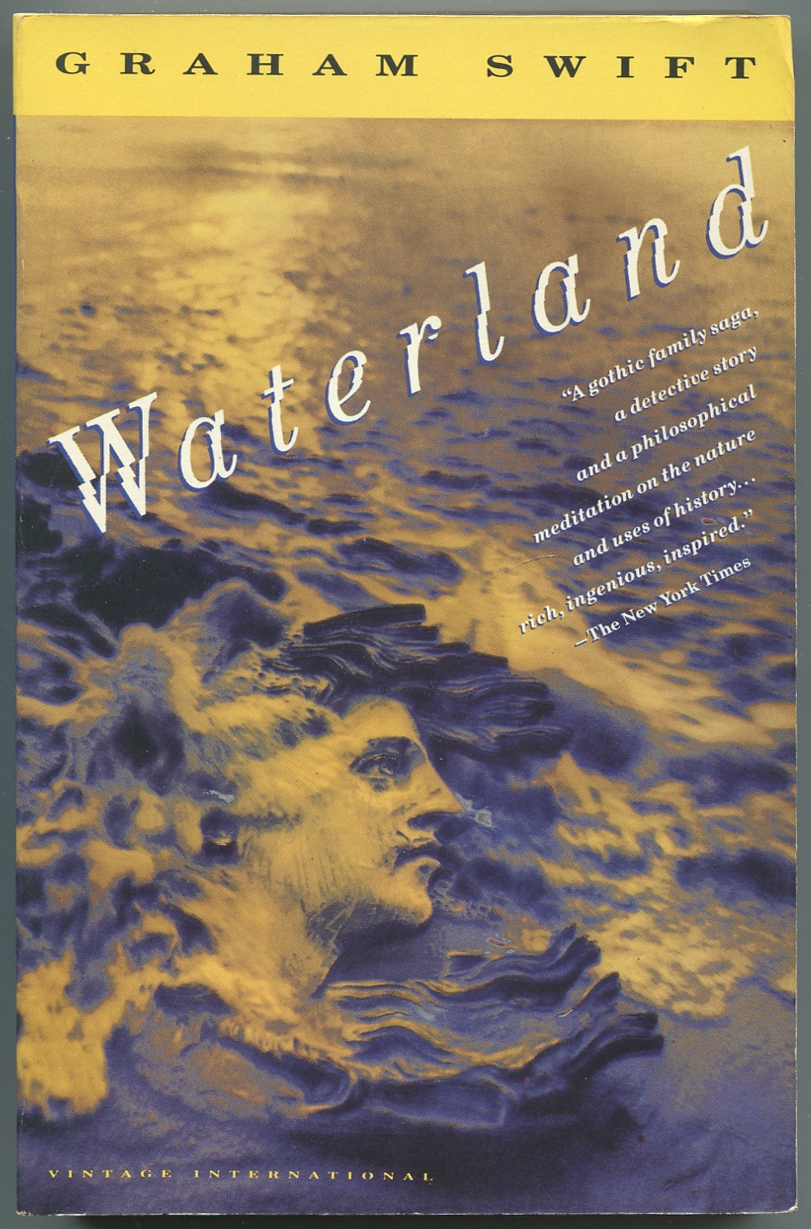 GRAHAM SWIFT
Waterland
“A gothic family saga,
a detective story
and a philosophical
meditation on the nature
and uses of history...
rich, ingenious, inspired.”
—The New York Times
VINTAGE INTERNATIONAL